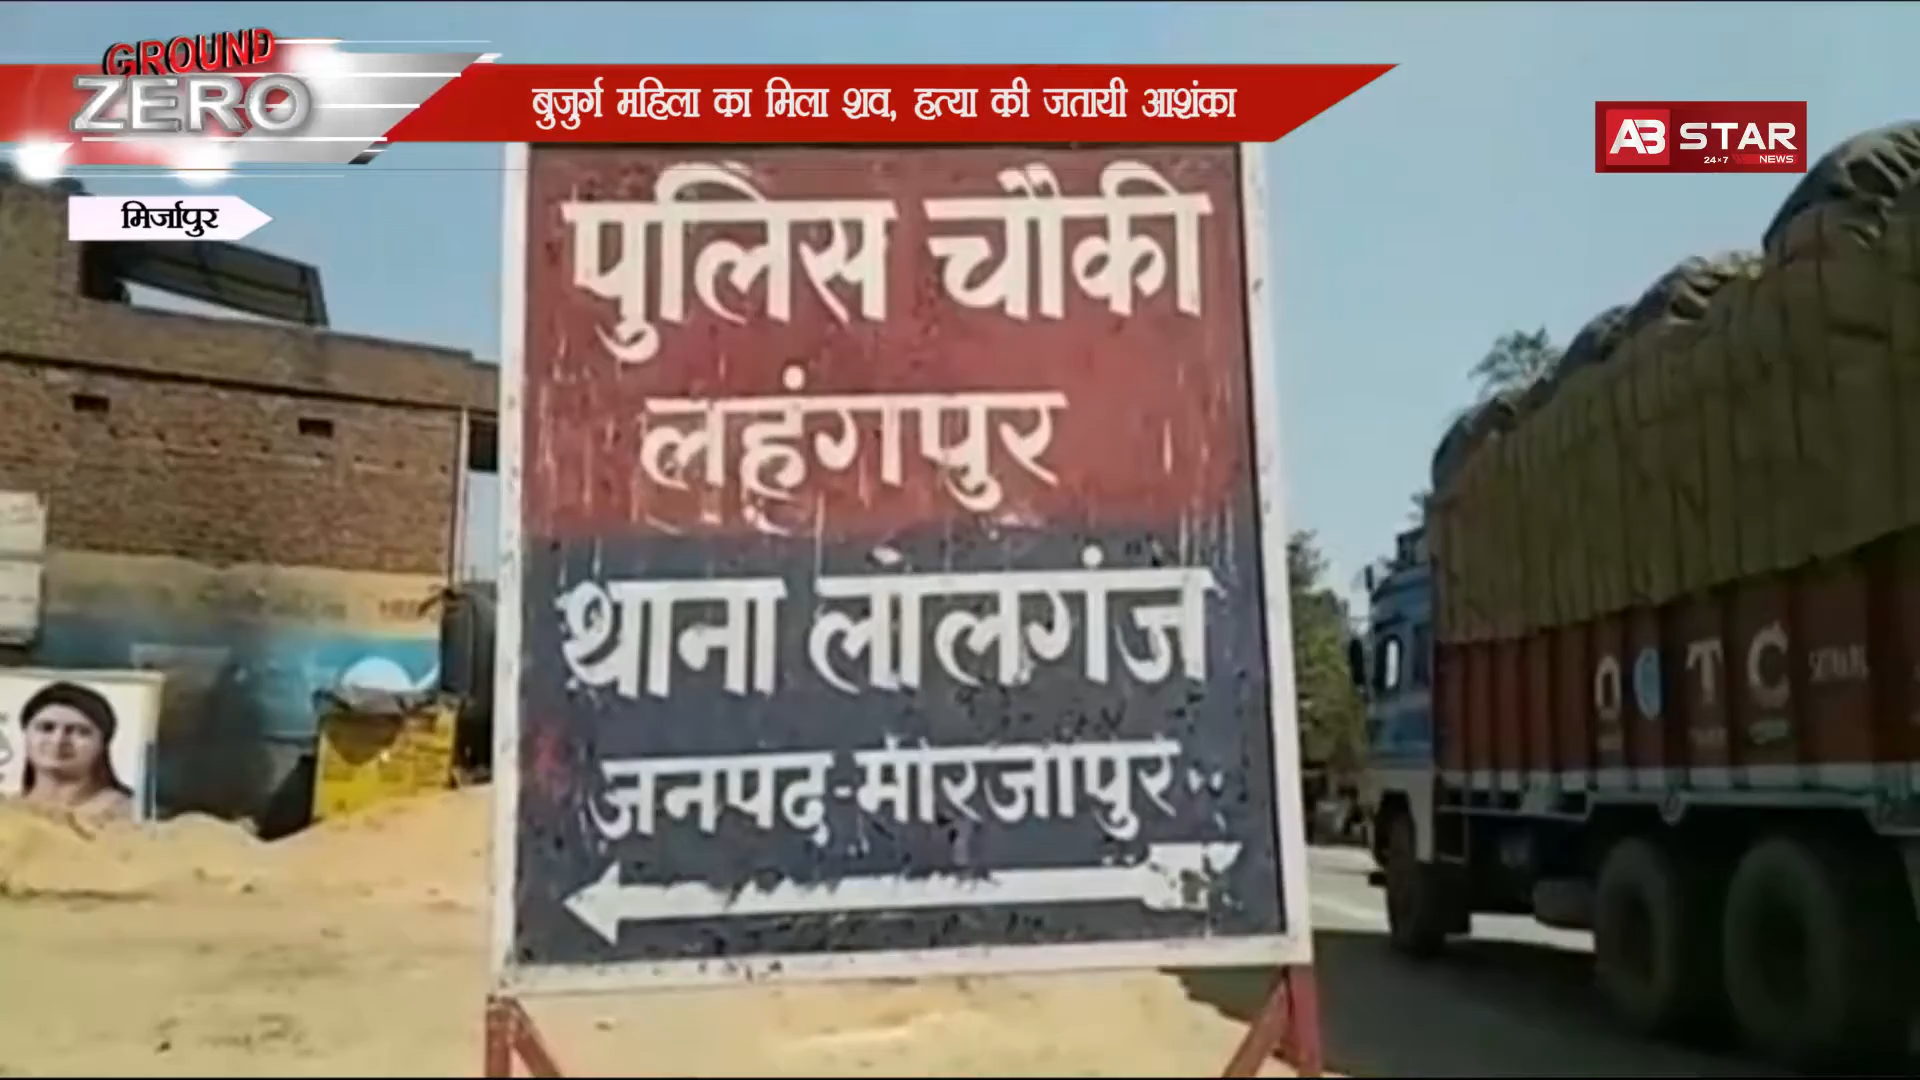 GROUND
ZERO
बुजुर्ग महिला का मिला शव, हत्या की जतायी आशंका
AB STAR
24×7 NEWS
मिर्जापुर
पुलिस चौकी
लहंगपुर
थाना लालगंज
जनपद-मीरजापुर